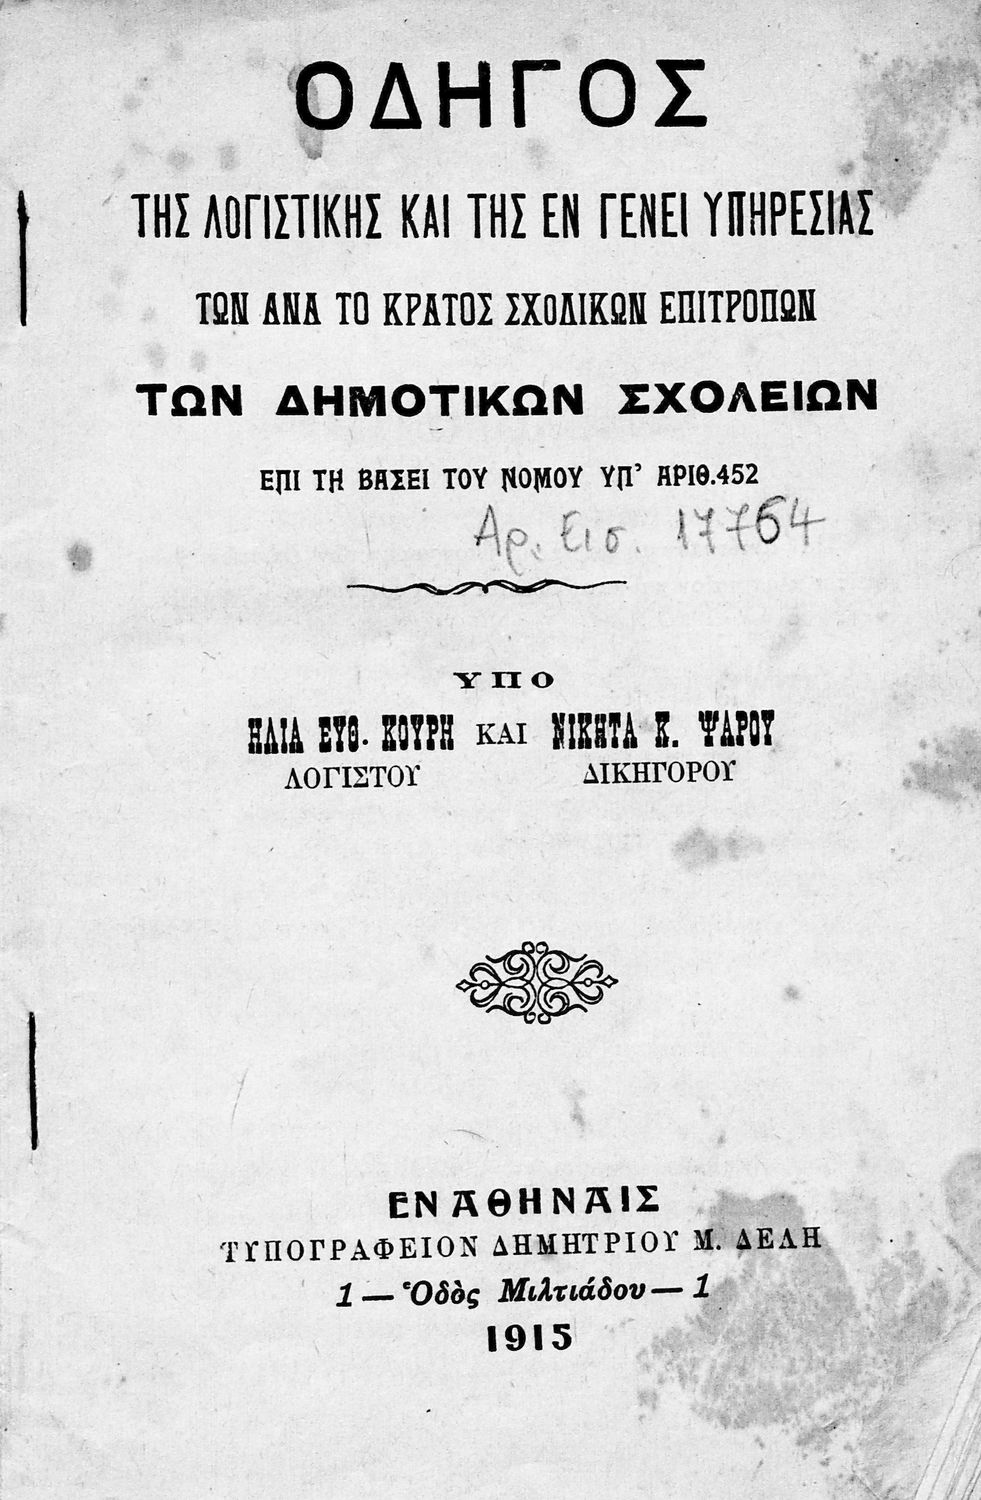 ΟΔΗΓΟΣ
ΤΗΣ ΛΟΓΙΣΤΙΚΗΣ ΚΑΙ ΤΗΣ ΕΝ ΓΕΝΕΙ ΥΠΗΡΕΣΙΑΣ
ΤΩΝ ΑΝΑ ΤΟ ΚΡΑΤΟΣ ΣΧΟΛΙΚΩΝ ΕΠΙΤΡΟΠΩΝ
ΤΩΝ ΔΗΜΟΤΙΚΩΝ ΣΧΟΛΕΙΩΝ
ΕΠΙ ΤΗ ΒΑΣΕΙ ΤΟΥ ΝΟΜΟΥ ΥΠ' ΑΡΙΘ.452
Αρ. Εισ. 17764
ΥΠΟ
ΗΛΙΑ ΕΥΘ. ΚΟΥΡΗ ΚΑΙ ΝΙΚΗΤΑ Κ. ΨΑΡΟΥ
ΛΟΓΙΣΤΟΥ ΔΙΚΗΓΟΡΟΥ
ΕΝ ΑΘΗΝΑΙΣ
ΤΥΠΟΓΡΑΦΕΙΟΝ ΔΗΜΗΤΡΙΟΥ Μ. ΔΕΛΗ
1 — Ὁδὸς Μιλτιάδου — 1
1915